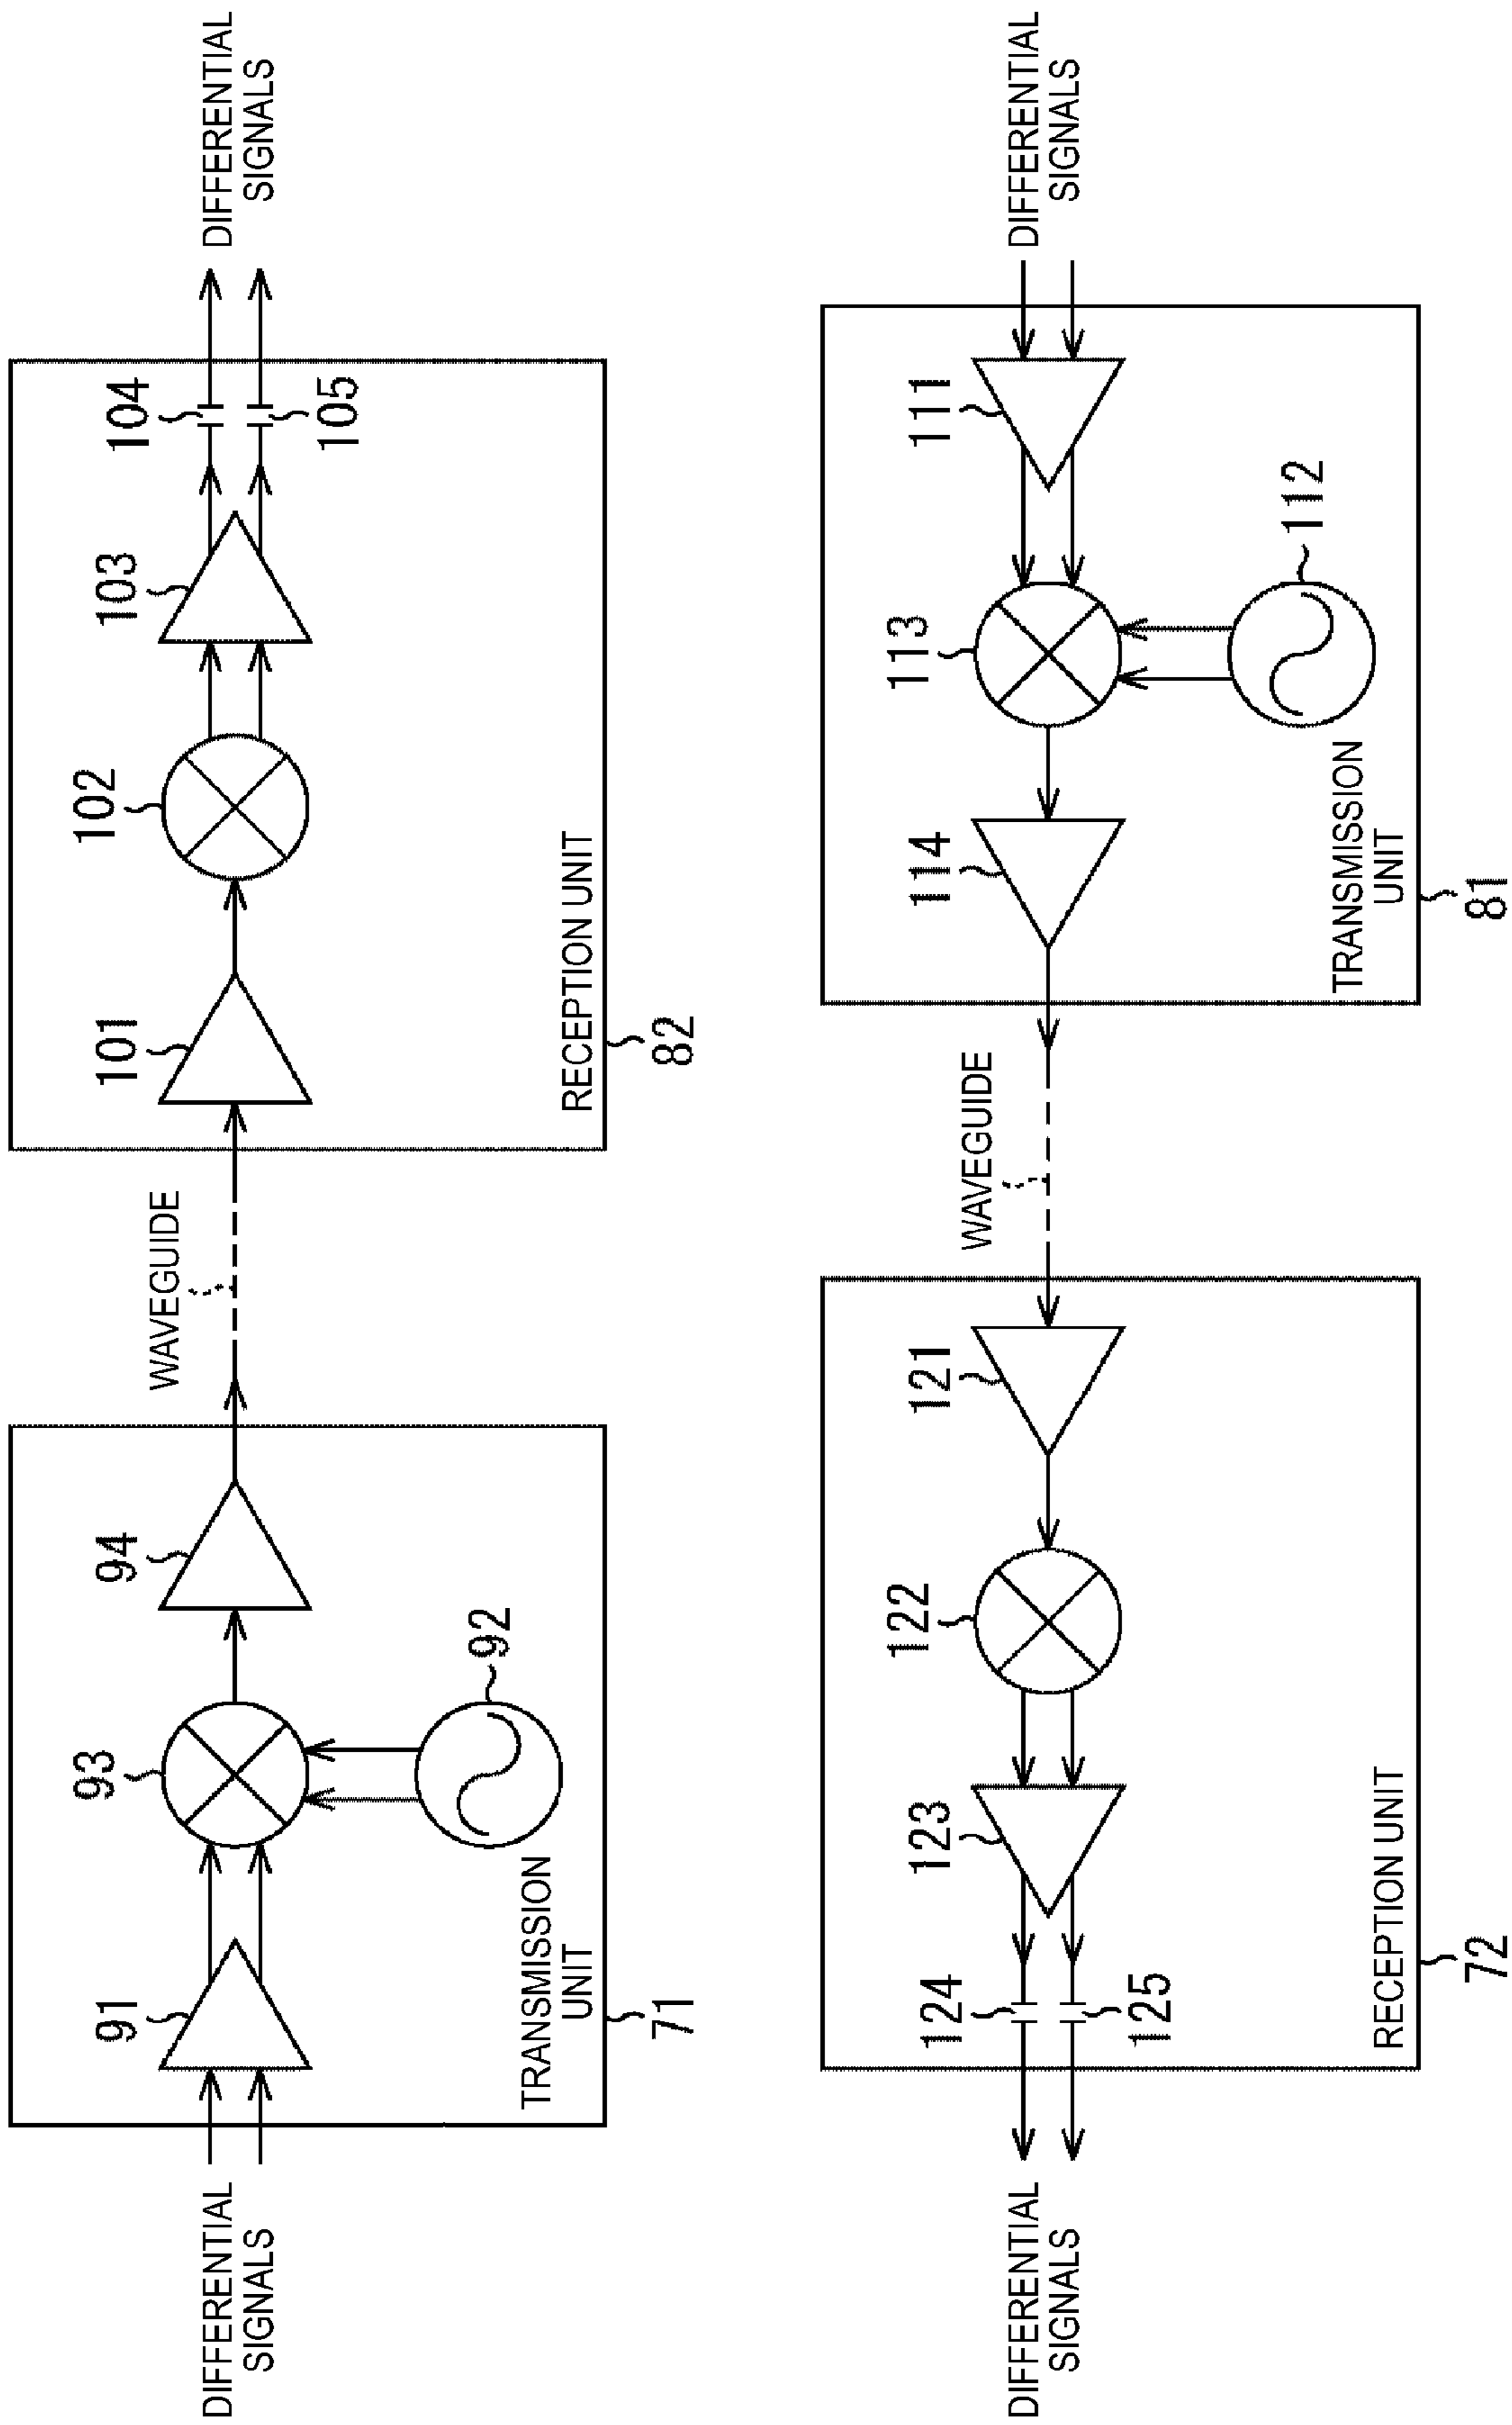 DIFFERENTIAL
SIGNALS
91
93
92
94
TRANSMISSION
UNIT
71
WAVEGUIDE
101
102
103
104
105
RECEPTION UNIT
82
DIFFERENTIAL
SIGNALS
DIFFERENTIAL
SIGNALS
124
125
123
122
121
RECEPTION UNIT
72
WAVEGUIDE
114
113
112
111
TRANSMISSION
UNIT
81
DIFFERENTIAL
SIGNALS